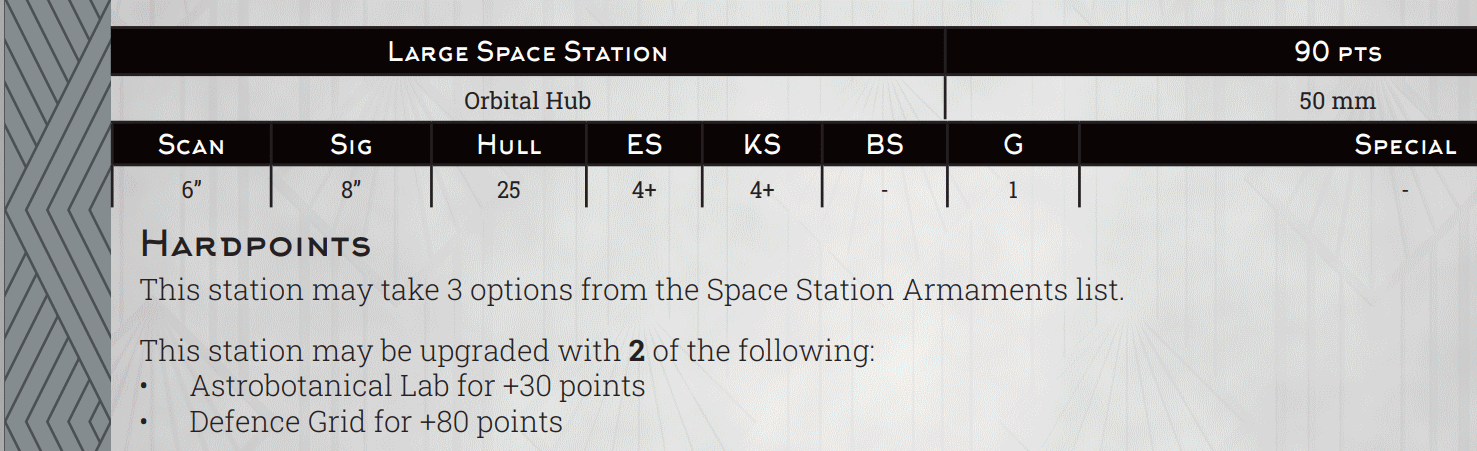 Large Space Station 90 pts
Orbital Hub 50 mm
Scan Sig Hull ES KS BS G Special
6” 8” 25 4+ 4+ - 1 -
Hardpoints
This station may take 3 options from the Space Station Armaments list.
This station may be upgraded with 2 of the following:
• Astrobotanical Lab for +30 points
• Defence Grid for +80 points